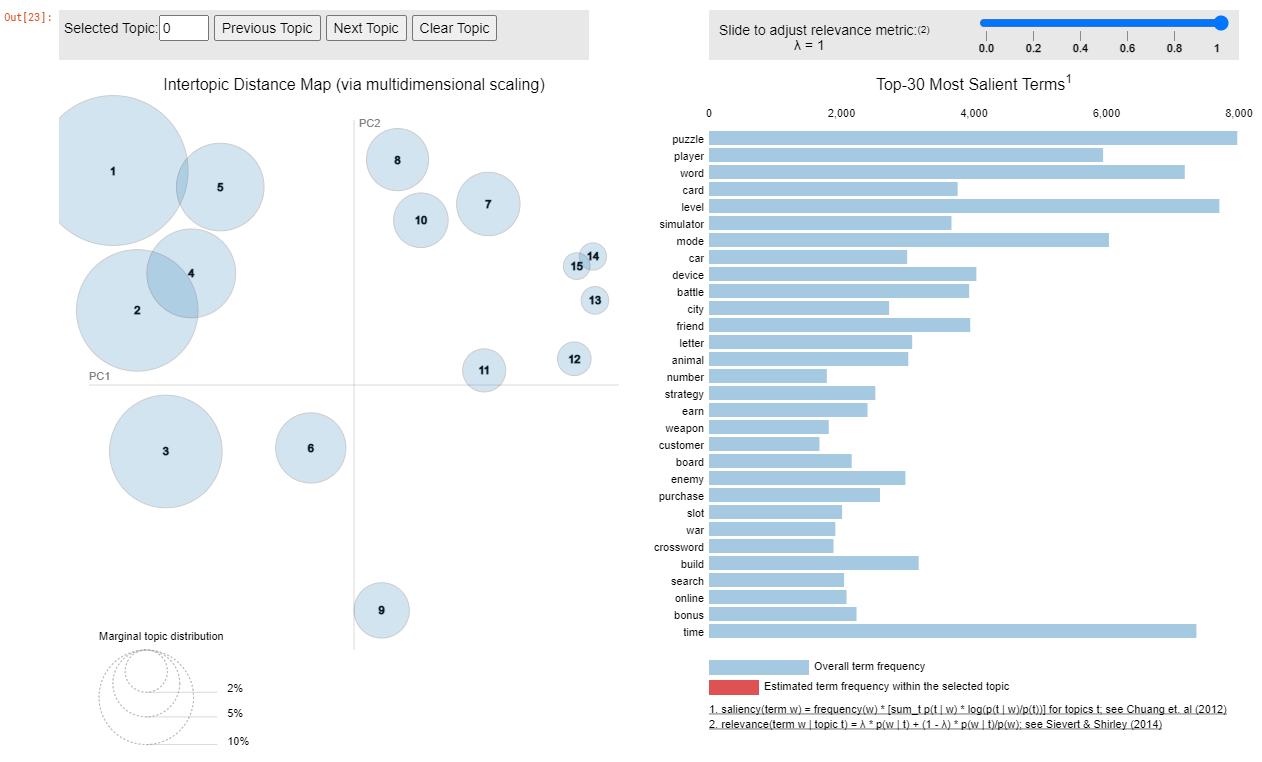 Out[23]:
Selected Topic: 0 Previous Topic Next Topic Clear Topic
Slide to adjust relevance metric:(2)
λ = 1
0.0 0.2 0.4 0.6 0.8 1
Intertopic Distance Map (via multidimensional scaling)
PC2
PC1
1
5
8
7
10
4
2
14
15
13
12
11
3
6
9
Marginal topic distribution
2%
5%
10%
Top-30 Most Salient Terms1
0 2,000 4,000 6,000 8,000
puzzle
player
word
card
level
simulator
mode
car
device
battle
city
friend
letter
animal
number
strategy
earn
weapon
customer
board
enemy
purchase
slot
war
crossword
build
search
online
bonus
time
Overall term frequency
Estimated term frequency within the selected topic
1. saliency(term w) = frequency(w) * [sum_t p(t | w) * log(p(t | w)/p(t))] for topics t; see Chuang et. al (2012)
2. relevance(term w | topic t) = λ * p(w | t) + (1 - λ) * p(w | t)/p(w); see Sievert & Shirley (2014)